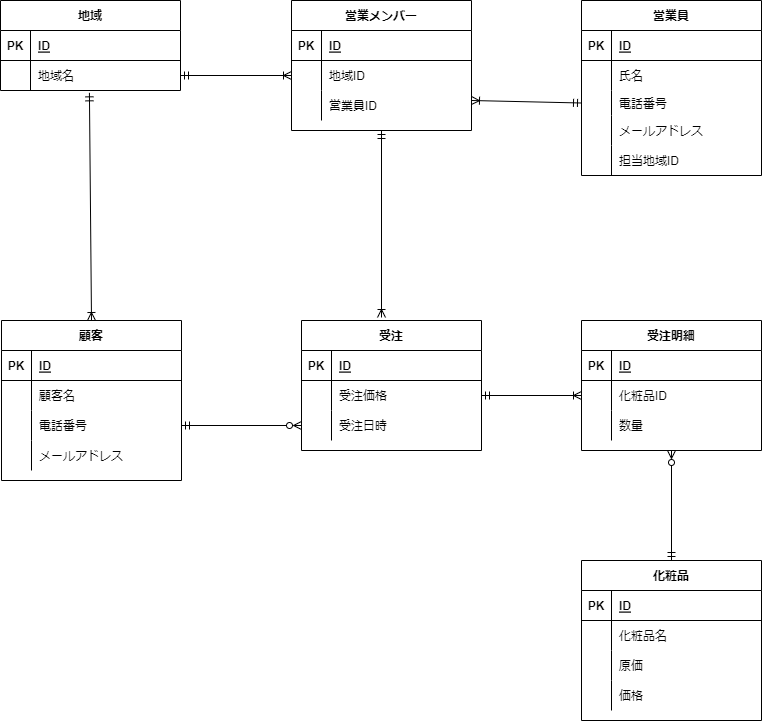 地域
PK ID
地域名
営業メンバー
PK ID
地域ID
営業員ID
営業員
PK ID
氏名
電話番号
メールアドレス
担当地域ID
顧客
PK ID
顧客名
電話番号
メールアドレス
受注
PK ID
受注価格
受注日時
受注明細
PK ID
化粧品ID
数量
化粧品
PK ID
化粧品名
原価
価格